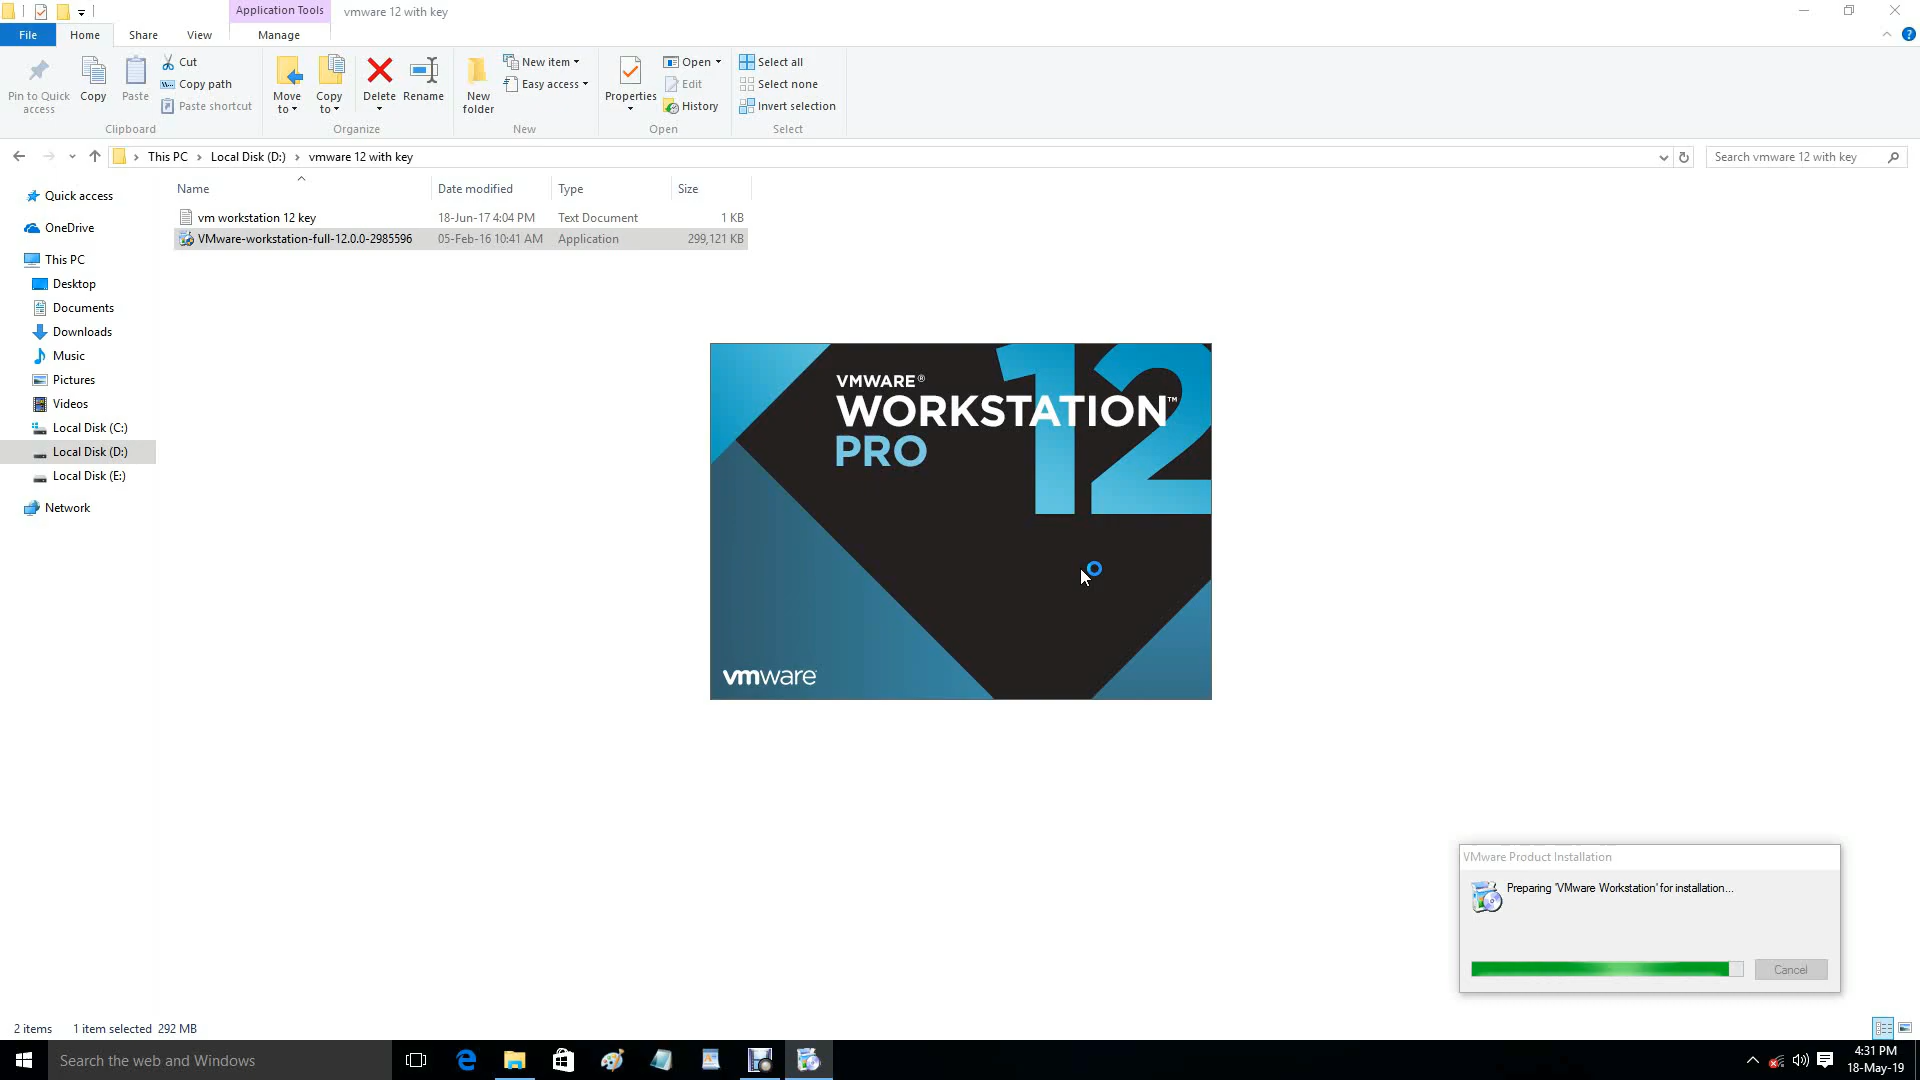 Application Tools
vmware 12 with key
File
Home
Share
View
Manage
Pin to Quick access
Copy
Paste
Cut
Copy path
Paste shortcut
Clipboard
Move to
Copy to
Delete
Rename
Organize
New folder
New item
Easy access
New
Properties
Open
Edit
History
Open
Select all
Select none
Invert selection
Select
This PC
Local Disk (D:)
vmware 12 with key
Search vmware 12 with key
Name
Date modified
Type
Size
vm workstation 12 key 18-Jun-17 4:04 PM Text Document 1 KB
VMware-workstation-full-12.0.0-2985596 05-Feb-16 10:41 AM Application 299,121 KB
Quick access
OneDrive
This PC
Desktop
Documents
Downloads
Music
Pictures
Videos
Local Disk (C:)
Local Disk (D:)
Local Disk (E:)
Network
12
VMWARE®
WORKSTATION™
PRO
vmware
VMware Product Installation
Preparing 'VMware Workstation' for installation...
Cancel
2 items 1 item selected 292 MB
Search the web and Windows
4:31 PM
18-May-19